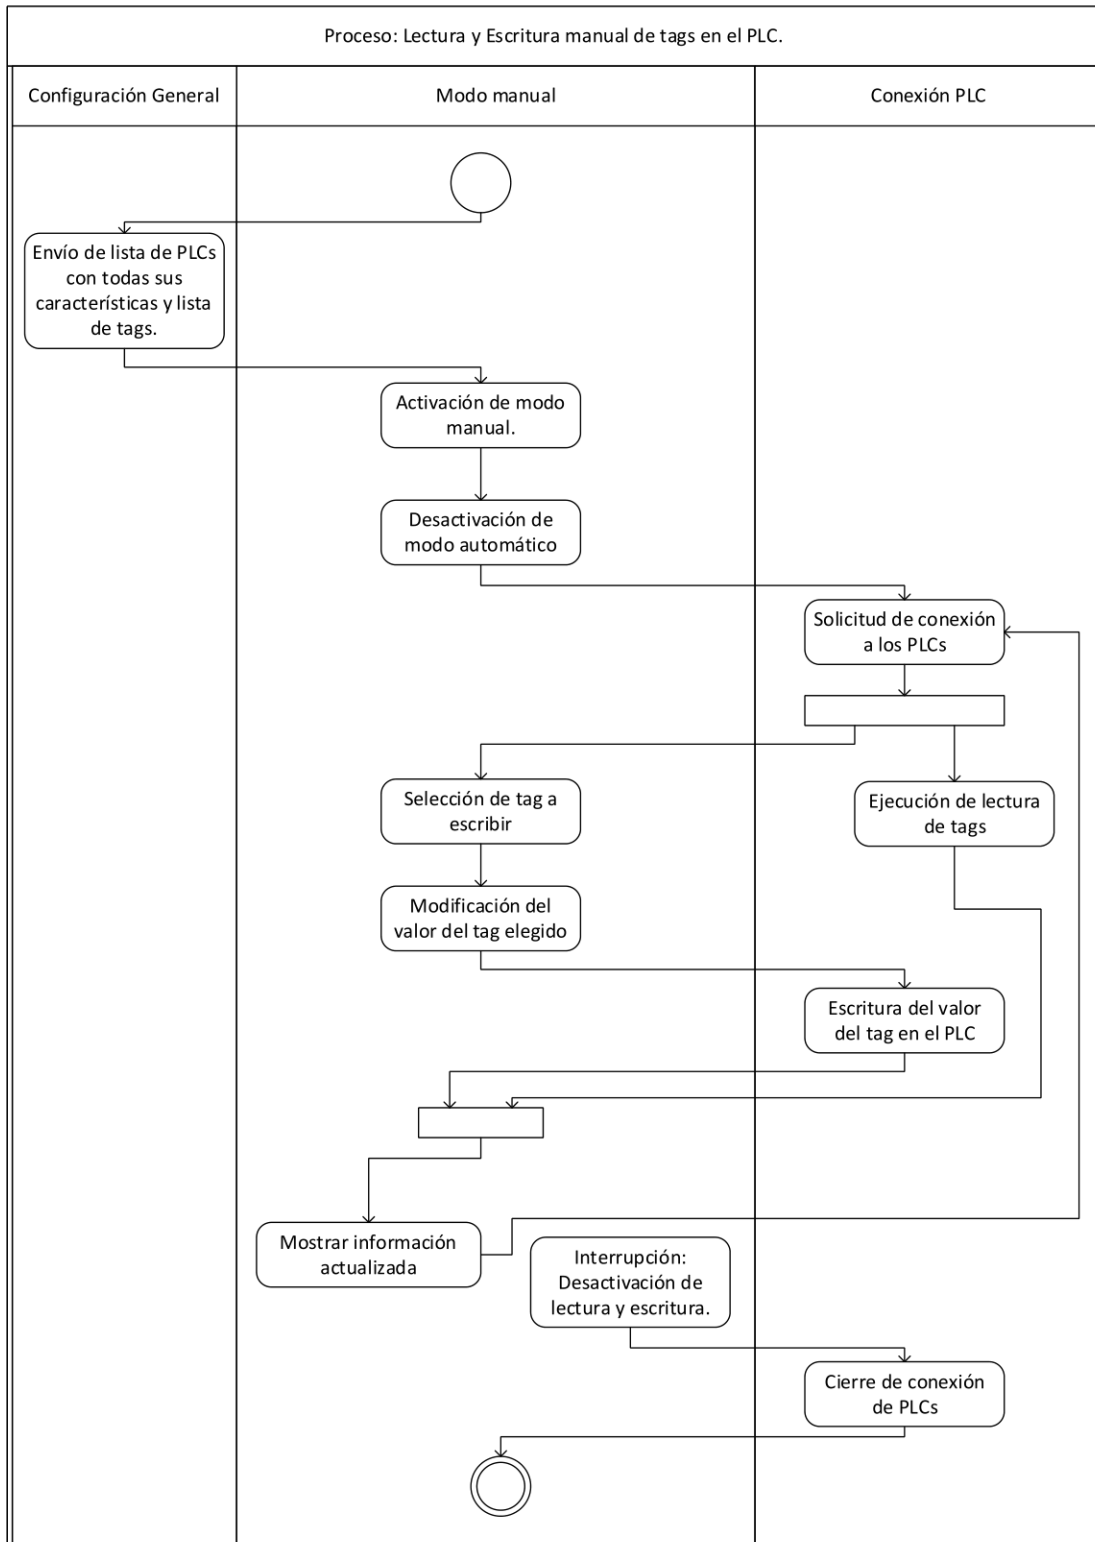 Proceso: Lectura y Escritura manual de tags en el PLC.
Configuración General
Modo manual
Conexión PLC
Envío de lista de PLCs
con todas sus
característícas y lista
de tags.
Activación de modo
manual.
Desactivación de
modo automático
Solicitud de conexión
a los PLCs
Selección de tag a
escribir
Ejecución de lectura
de tags
Modificación del
valor del tag elegido
Escritura del valor
del tag en el PLC
Mostrar información
actualizada
Interrupción:
Desactivación de
lectura y escritura.
Cierre de conexión
de PLCs